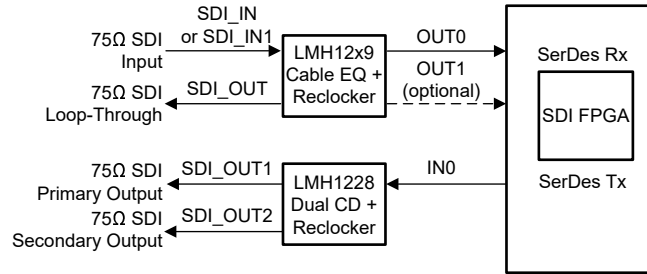 SDI_IN
or SDI_IN1
75Ω SDI
Input
LMH12x9
Cable EQ +
Reclocker
OUT0
OUT1
(optional)
SDI_OUT
75Ω SDI
Loop-Through
SerDes Rx
SDI FPGA
SerDes Tx
75Ω SDI
Primary Output
SDI_OUT1
LMH1228
Dual CD +
Reclocker
IN0
75Ω SDI
Secondary Output
SDI_OUT2